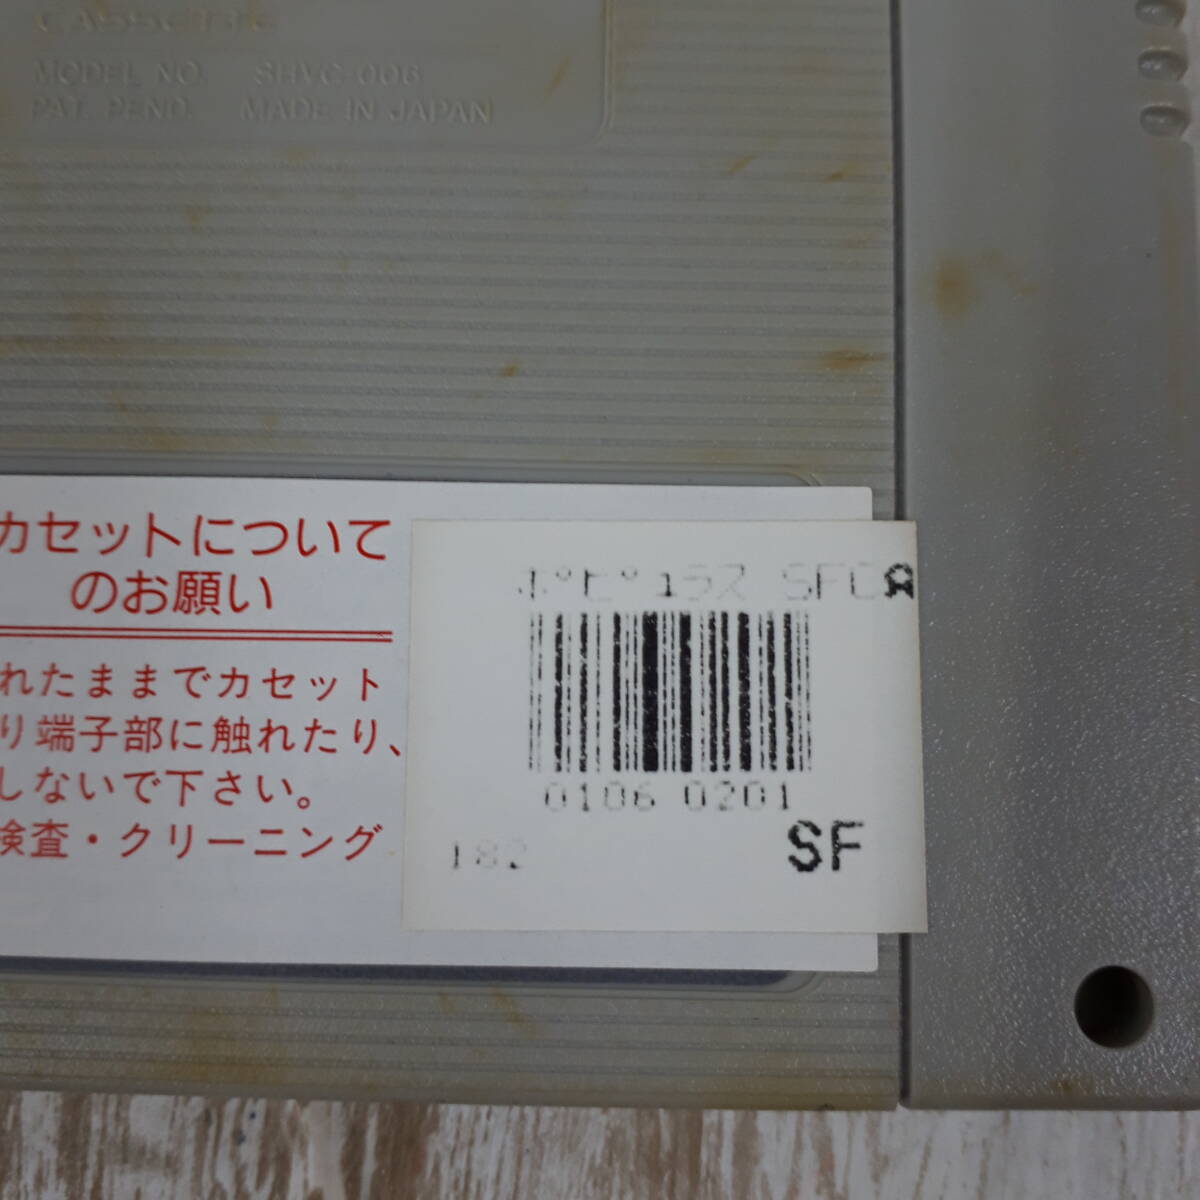 CASSETTE
MODEL NO. SHVC-006
PAT. PEND. MADE IN JAPAN
カセットについて
のお願い
れたままでカセット
り端子部に触れたり、
しないで下さい。
検査・クリーニング
ポピュラス SFC
0106 0201
182
SF